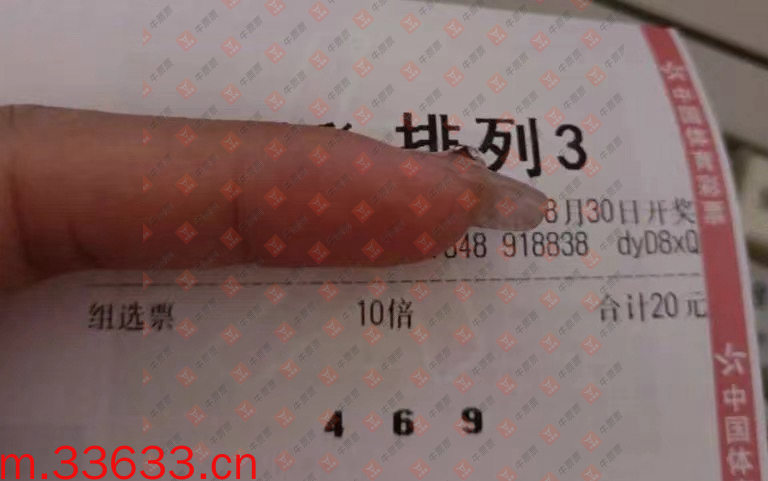 排列3
8月30日开奖
918838 dyD8xQ
组选票 10倍 合计20元
4 6 9
中国体育彩票
中国体
m.33633.cn